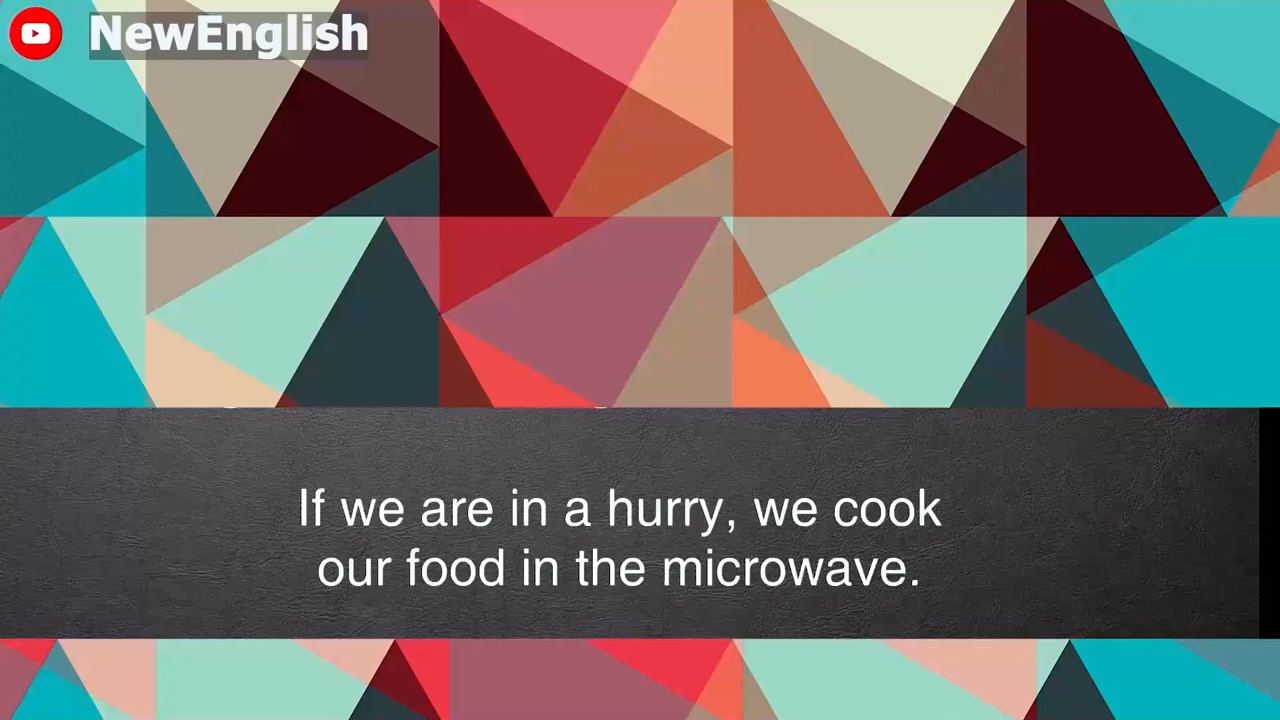 NewEnglish
If we are in a hurry, we cook
our food in the microwave.